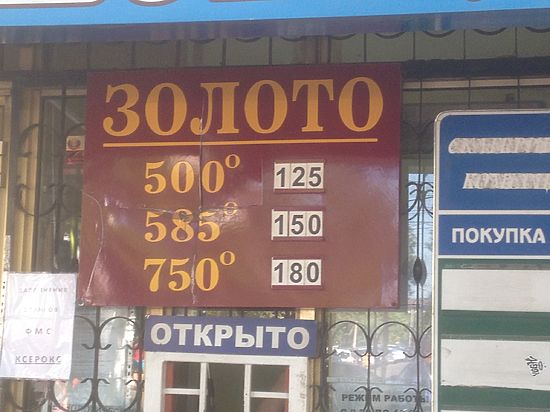 ЗОЛОТО
500° 125
585° 150
750° 180
ОТКРЫТО
ПОКУПКА
ФМС
КСЕРОКС
РЕЖИМ РАБОТЫ